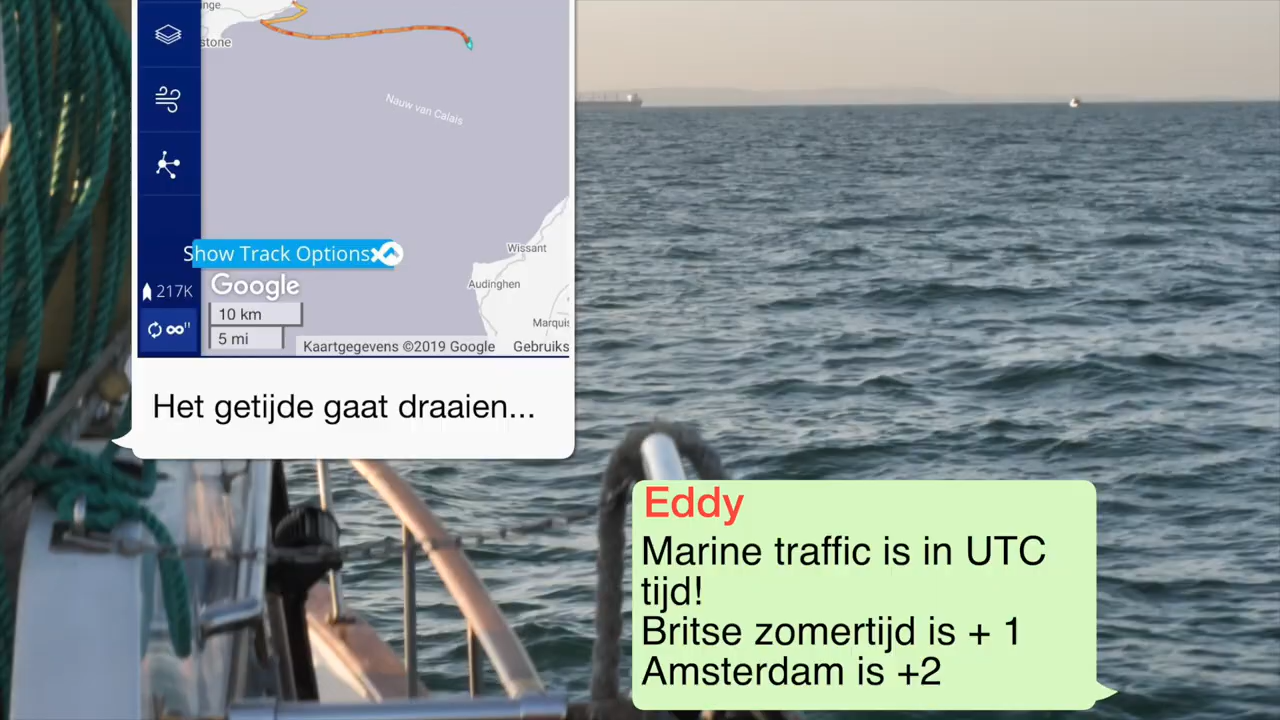 nge
stone
Nauw van Calais
Wissant
Show Track Options
Audinghen
217K
Google
10 km
Marquis
5 mi
Kaartgegevens ©2019 Google
Gebruiks
Het getijde gaat draaien...
Eddy
Marine traffic is in UTC
tijd!
Britse zomertijd is + 1
Amsterdam is +2